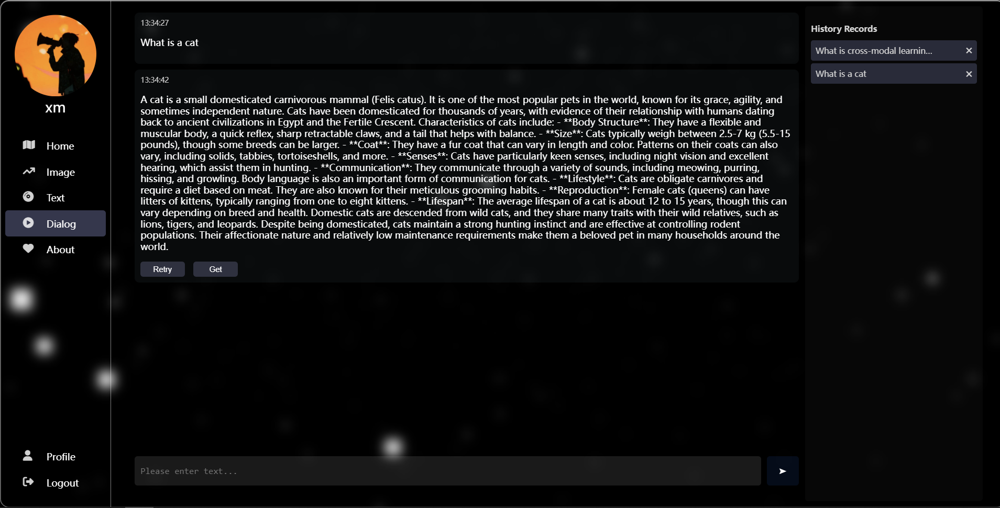 xm
Home
Image
Text
Dialog
About
Profile
Logout
13:34:27
What is a cat
13:34:42
A cat is a small domesticated carnivorous mammal (Felis catus). It is one of the most popular pets in the world, known for its grace, agility, and
sometimes independent nature. Cats have been domesticated for thousands of years, with evidence of their relationship with humans dating
back to ancient civilizations in Egypt and the Fertile Crescent. Characteristics of cats include: - **Body Structure**: They have a flexible and
muscular body, a quick reflex, sharp retractable claws, and a tail that helps with balance. - **Size**: Cats typically weigh between 2.5-7 kg (5.5-15
pounds), though some breeds can be larger. - **Coat**: They have a fur coat that can vary in length and color. Patterns on their coats can also
vary, including solids, tabbies, tortoiseshells, and more. - **Senses**: Cats have particularly keen senses, including night vision and excellent
hearing, which assist them in hunting. - **Communication**: They communicate through a variety of sounds, including meowing, purring,
hissing, and growling. Body language is also an important form of communication for cats. - **Lifestyle**: Cats are obligate carnivores and
require a diet based on meat. They are also known for their meticulous grooming habits. - **Reproduction**: Female cats (queens) can have
litters of kittens, typically ranging from one to eight kittens. - **Lifespan**: The average lifespan of a cat is about 12 to 15 years, though this can
vary depending on breed and health. Domestic cats are descended from wild cats, and they share many traits with their wild relatives, such as
lions, tigers, and leopards. Despite being domesticated, cats maintain a strong hunting instinct and are effective at controlling rodent
populations. Their affectionate nature and relatively low maintenance requirements make them a beloved pet in many households around the
world.
Retry Get
Please enter text...
History Records
What is cross-modal learnin...
What is a cat